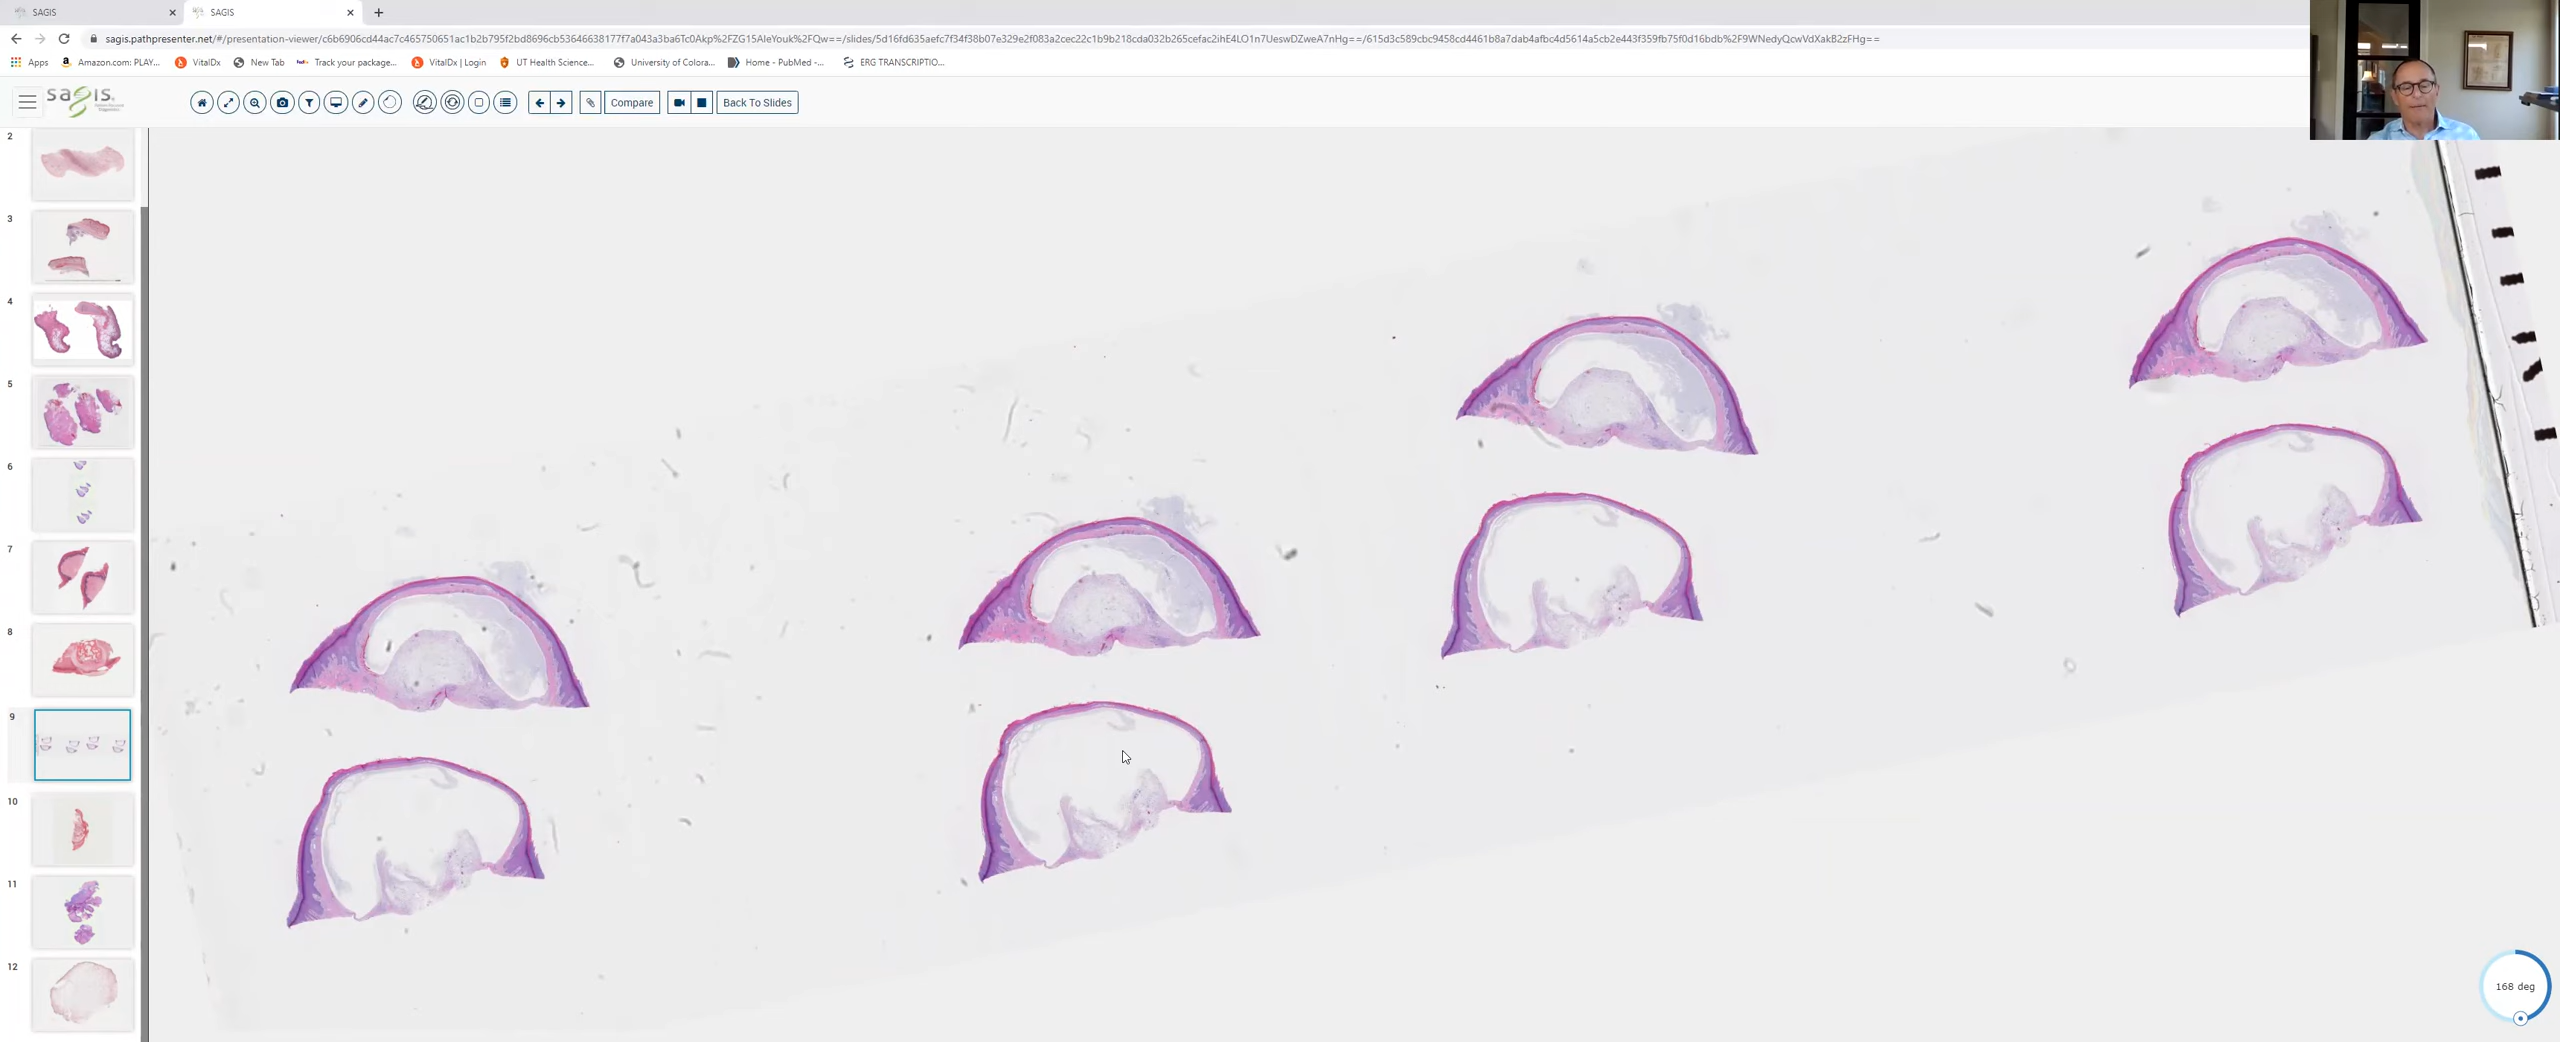 SAGIS
SAGIS
sagis.pathpresenter.net/#/presentation-viewer/c6b6906cd44ac7c465750651ac1b2b795f2bd8696cb53646638177f7a043a3ba6Tc0Akp%2FZG15AleYouk%2FQw==/slides/5d16fd635aefc7f34f38b07e329e2f083a2cec22c1b9b218cda032b265cefac2ihE4LO1n7UeswDZweA7nHg==/615d3c589cbc9458cd4461b8a7dab4afbc4d5614a5cb2e443f359fb75f0d16bdb%2F9WNedyQcwVdXakB2zFHg==
Apps Amazon.com: PLAY... VitalDx New Tab Track your package... VitalDx | Login UT Health Science... University of Colora... Home - PubMed -... ERG TRANSCRIPTIO...
sagis
Compare
Back To Slides
2
3
4
5
6
7
8
9
10
11
12
168 deg